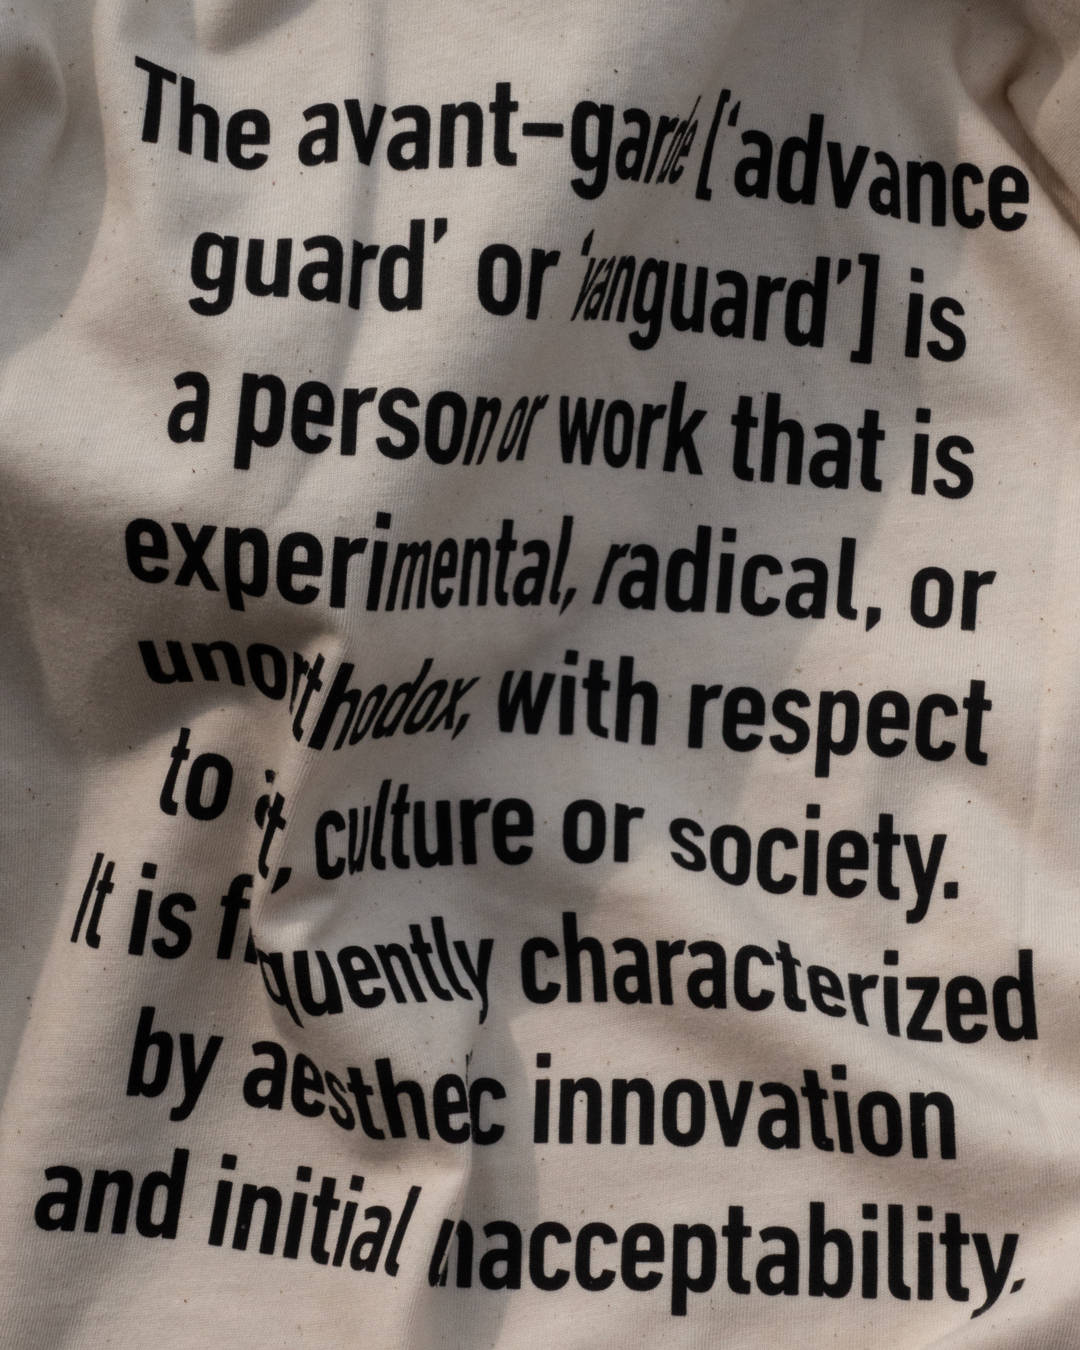 The avant-garde ['advance
guard' or 'vanguard'] is
a person or work that is
experimental, radical, or
unorthodox, with respect
to it, culture or society.
It is frequently characterized
by aesthetic innovation
and initial unacceptability.